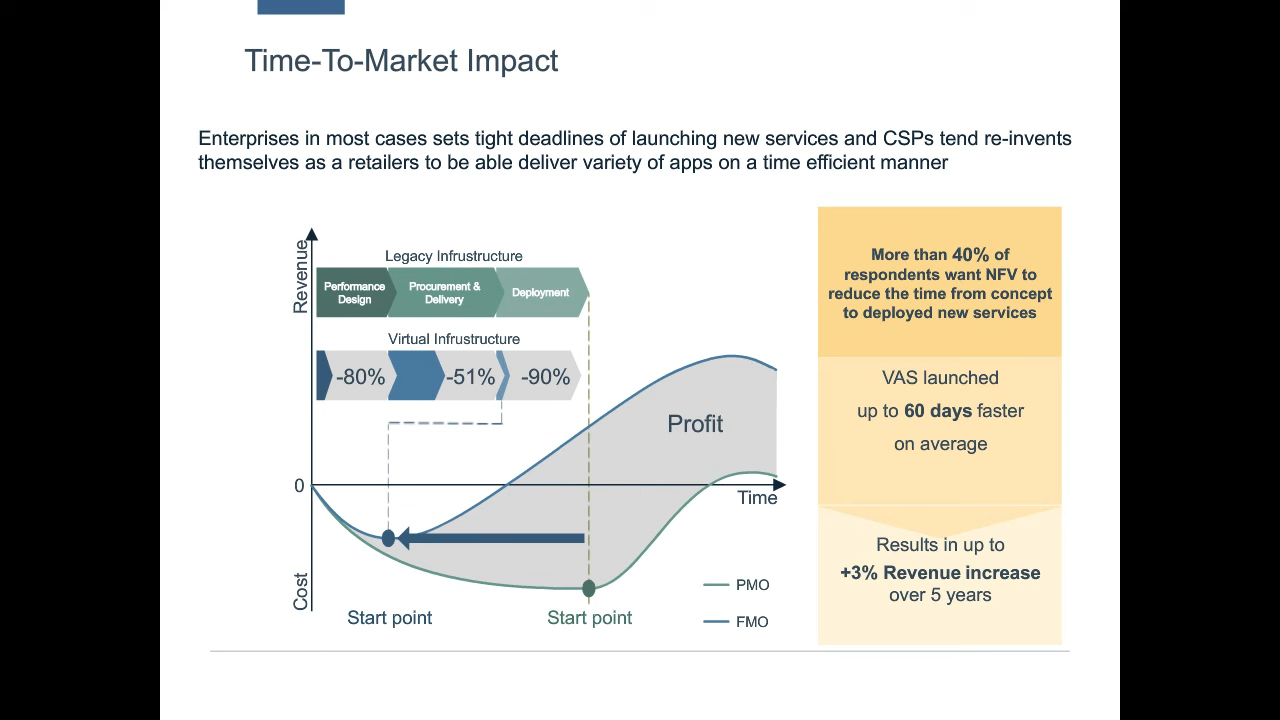 Time-To-Market Impact
Enterprises in most cases sets tight deadlines of launching new services and CSPs tend re-invents
themselves as a retailers to be able deliver variety of apps on a time efficient manner
Revenue
Legacy Infrustructure
Performance
Design
Procurement &
Delivery
Deployment
Virtual Infrustructure
-80%
-51%
-90%
Profit
0
Time
Cost
Start point
Start point
PMO
FMO
More than 40% of
respondents want NFV to
reduce the time from concept
to deployed new services
VAS launched
up to 60 days faster
on average
Results in up to
+3% Revenue increase
over 5 years